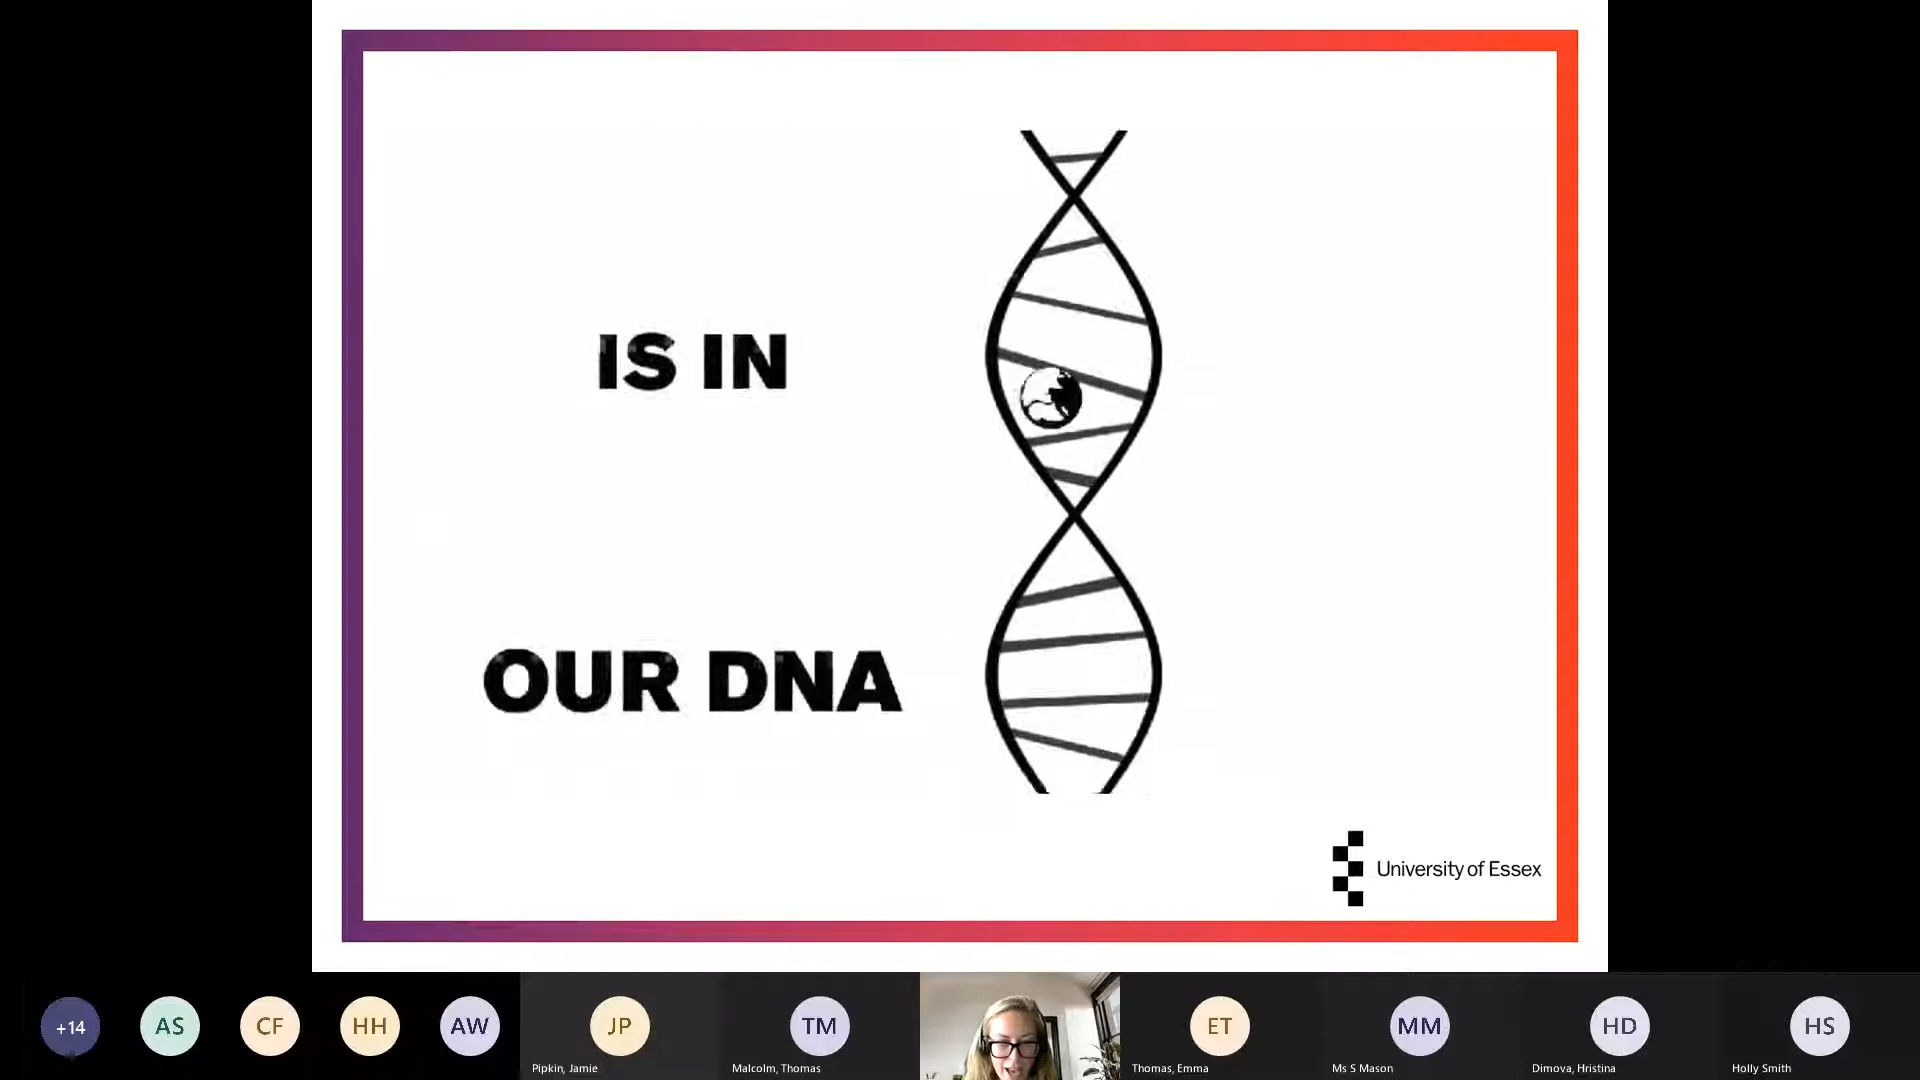 IS IN
OUR DNA
University of Essex
+14
AS
CF
HH
AW
JP
TM
ET
MM
HD
HS
Pipkin, Jamie
Malcolm, Thomas
Thomas, Emma
Ms S Mason
Dimova, Hristina
Holly Smith